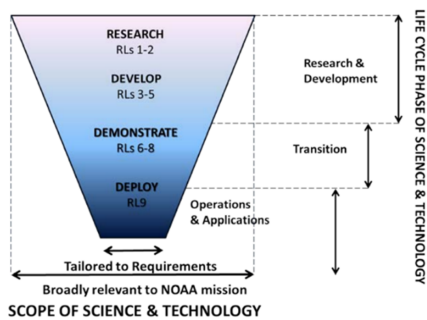 RESEARCH
RLs 1-2
DEVELOP
RLs 3-5
DEMONSTRATE
RLs 6-8
DEPLOY
RL9
Research &
Development
Transition
Operations
& Applications
LIFE CYCLE PHASE OF SCIENCE & TECHNOLOGY
Tailored to Requirements
Broadly relevant to NOAA mission
SCOPE OF SCIENCE & TECHNOLOGY